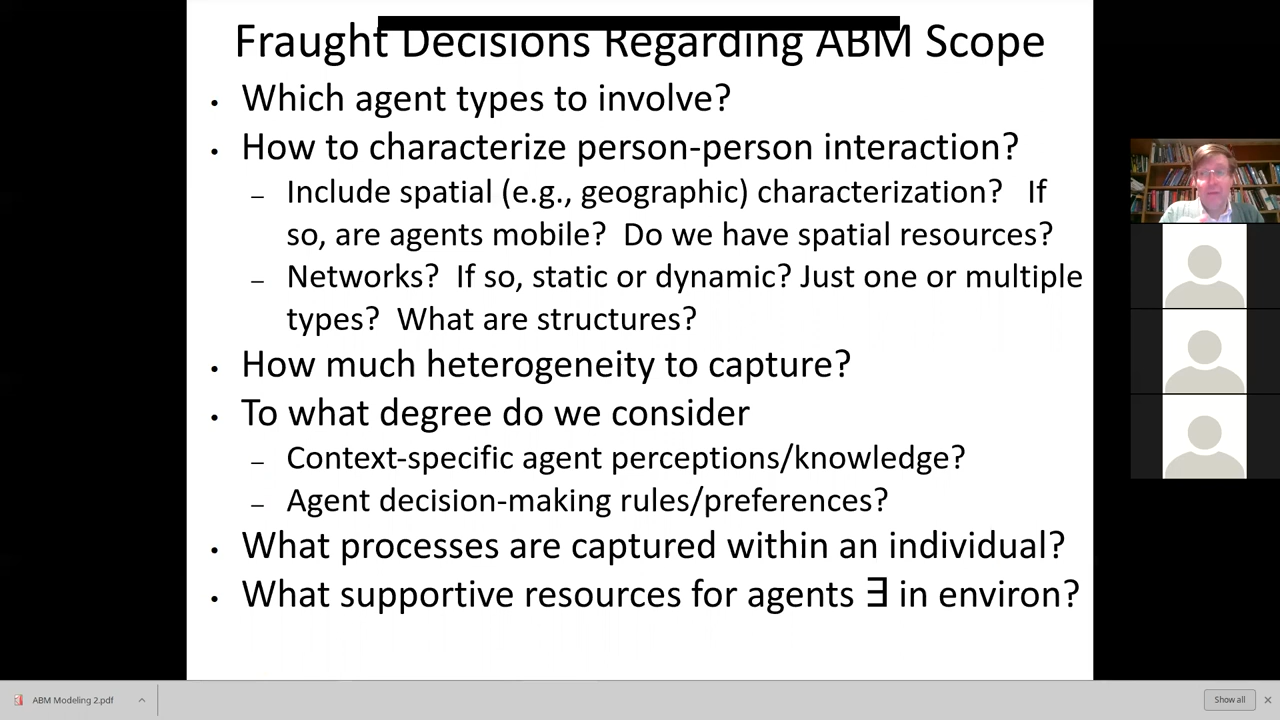 Fraught Decisions Regarding ABM Scope
• Which agent types to involve?
• How to characterize person-person interaction?
– Include spatial (e.g., geographic) characterization? If
so, are agents mobile? Do we have spatial resources?
– Networks? If so, static or dynamic? Just one or multiple
types? What are structures?
• How much heterogeneity to capture?
• To what degree do we consider
– Context-specific agent perceptions/knowledge?
– Agent decision-making rules/preferences?
• What processes are captured within an individual?
• What supportive resources for agents ∃ in environ?
ABM Modeling 2.pdf
Show all